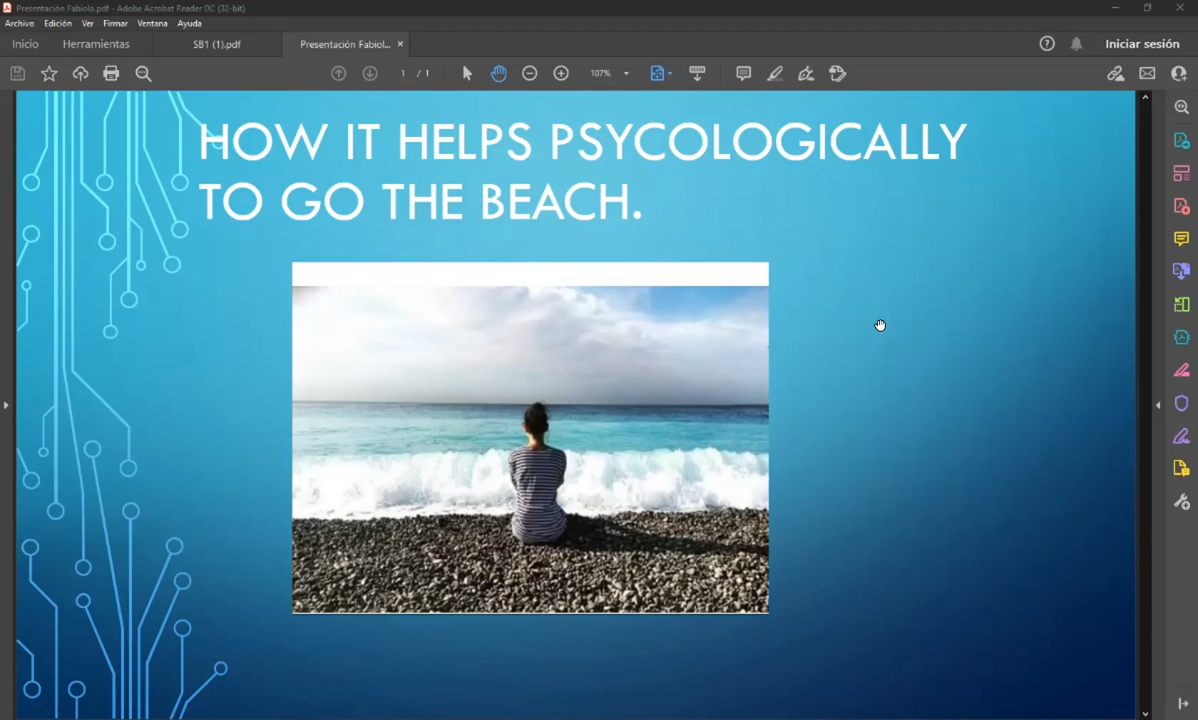 Presentación Fabiola.pdf - Adobe Acrobat Reader DC (32-bit)
Archivo Edición Ver Firmar Ventana Ayuda
Inicio Herramientas SB1 (1).pdf Presentación Fabiol... × Iniciar sesión
1 / 1 107%
HOW IT HELPS PSYCOLOGICALLY
TO GO THE BEACH.